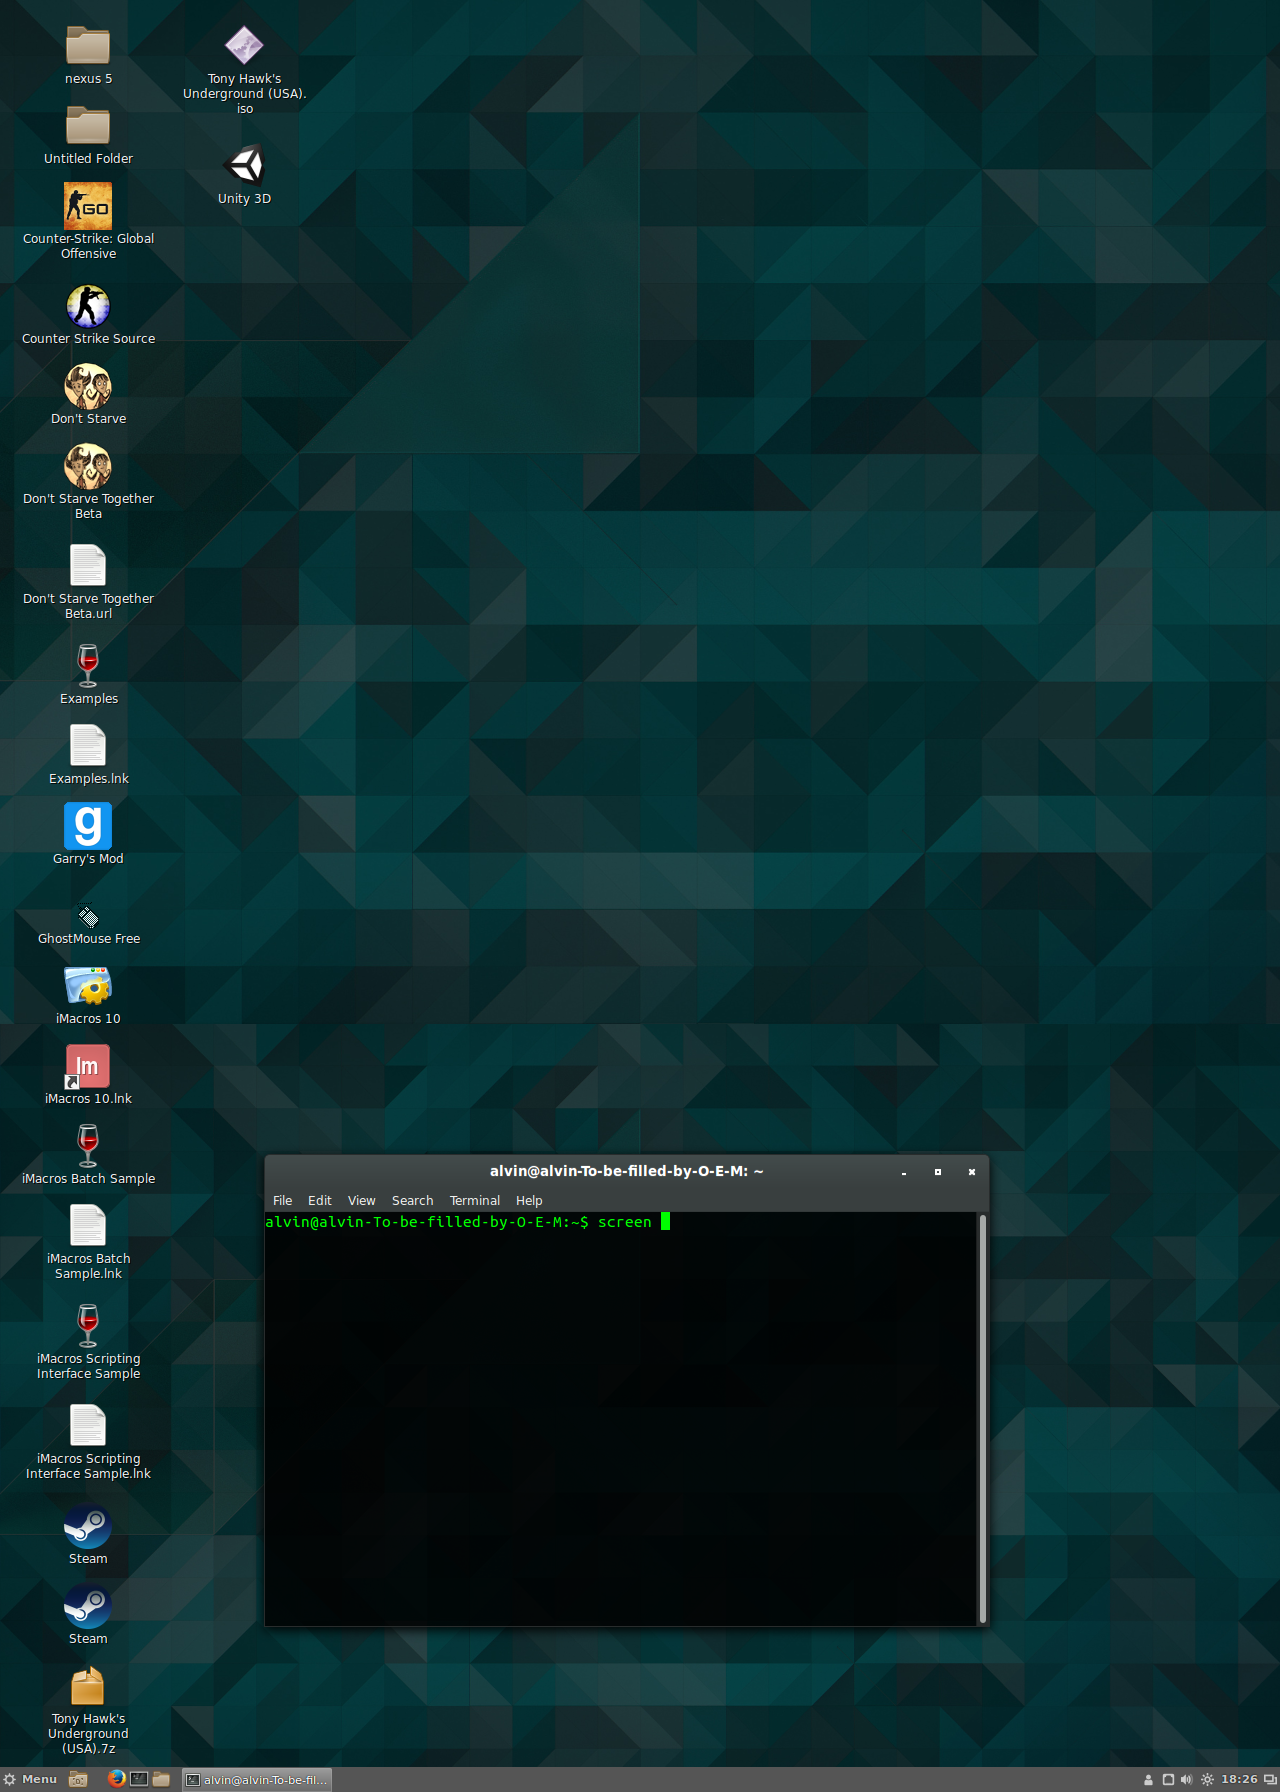 nexus 5
Untitled Folder
GO
Counter-Strike: Global
Offensive
Counter Strike Source
Don't Starve
Don't Starve Together
Beta
Don't Starve Together
Beta.url
Examples
Examples.lnk
g
Garry's Mod
GhostMouse Free
iMacros 10
Im
iMacros 10.lnk
iMacros Batch Sample
iMacros Batch
Sample.lnk
iMacros Scripting
Interface Sample
iMacros Scripting
Interface Sample.lnk
Steam
Steam
Tony Hawk's
Underground
(USA).7z
Tony Hawk's
Underground (USA).
iso
Unity 3D
alvin@alvin-To-be-filled-by-O-E-M: ~
File Edit View Search Terminal Help
alvin@alvin-To-be-filled-by-O-E-M:~$ screen
Menu alvin@alvin-To-be-fil... 18:26